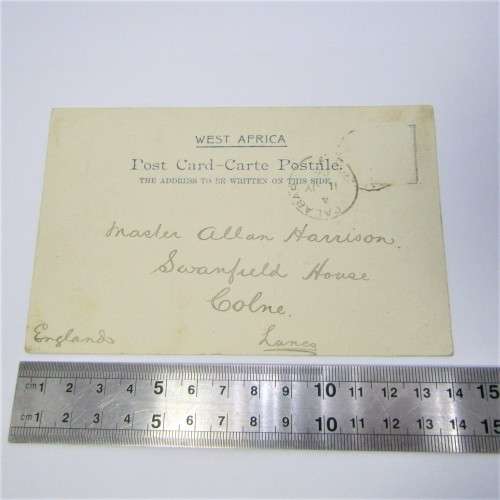 WEST AFRICA
Post Card-Carte Postale.
THE ADDRESS TO BE WRITTEN ON THIS SIDE.
CALABAR
Master Allan Harrison.
Swanfield House
Colne.
Lancs
England
cm 1 2 3 4 5 6 7 8 9 10 11 12 13 14 15
cm 1 2 3 4 5 6 7 8 9 10 11 12 13 14 15